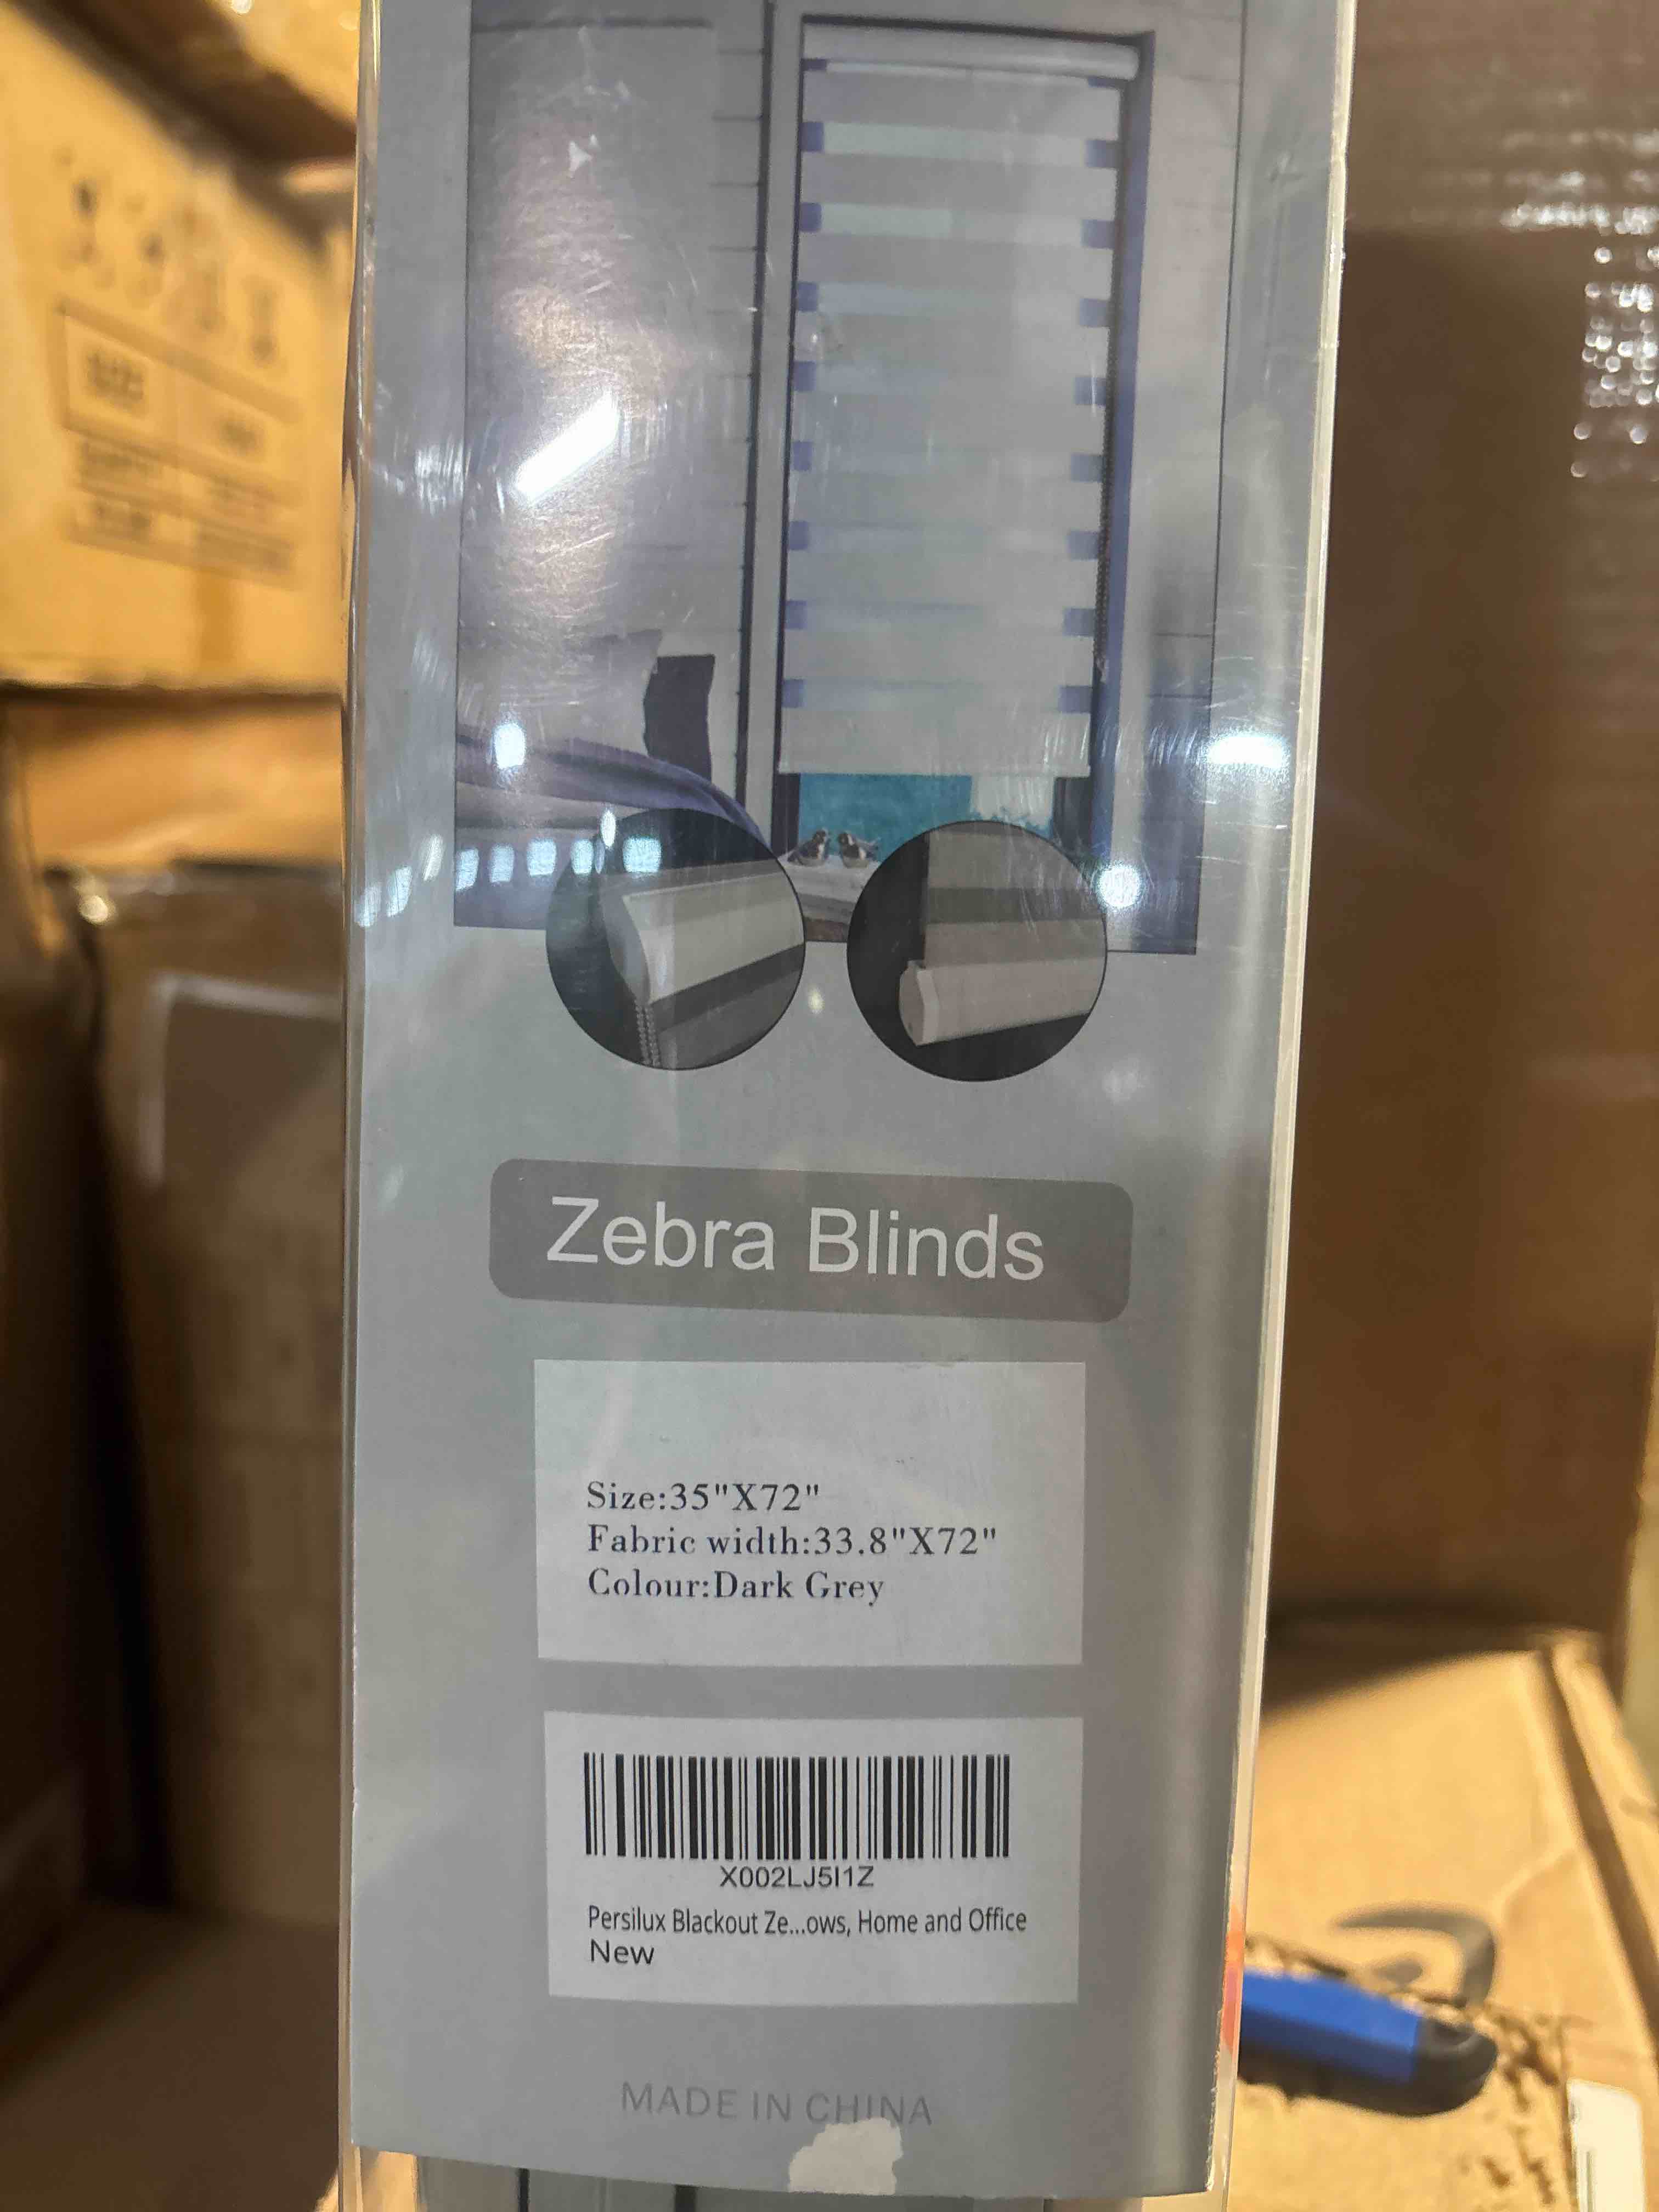 Zebra Blinds
Size:35"X72"
Fabric width:33.8"X72"
Colour:Dark Grey
X002LJ5I1Z
Persilux Blackout Ze...ows, Home and Office
New
MADE IN CHINA